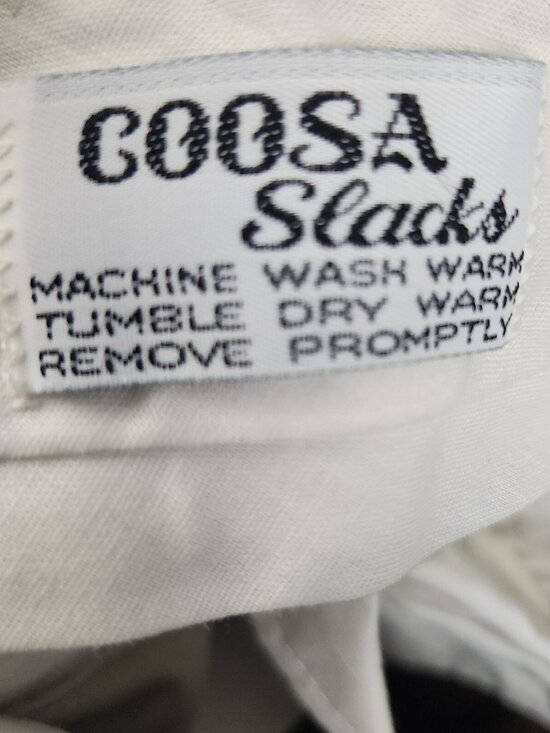 COOSA
Slacks
MACHINE WASH WARM
TUMBLE DRY WARM
REMOVE PROMPTLY